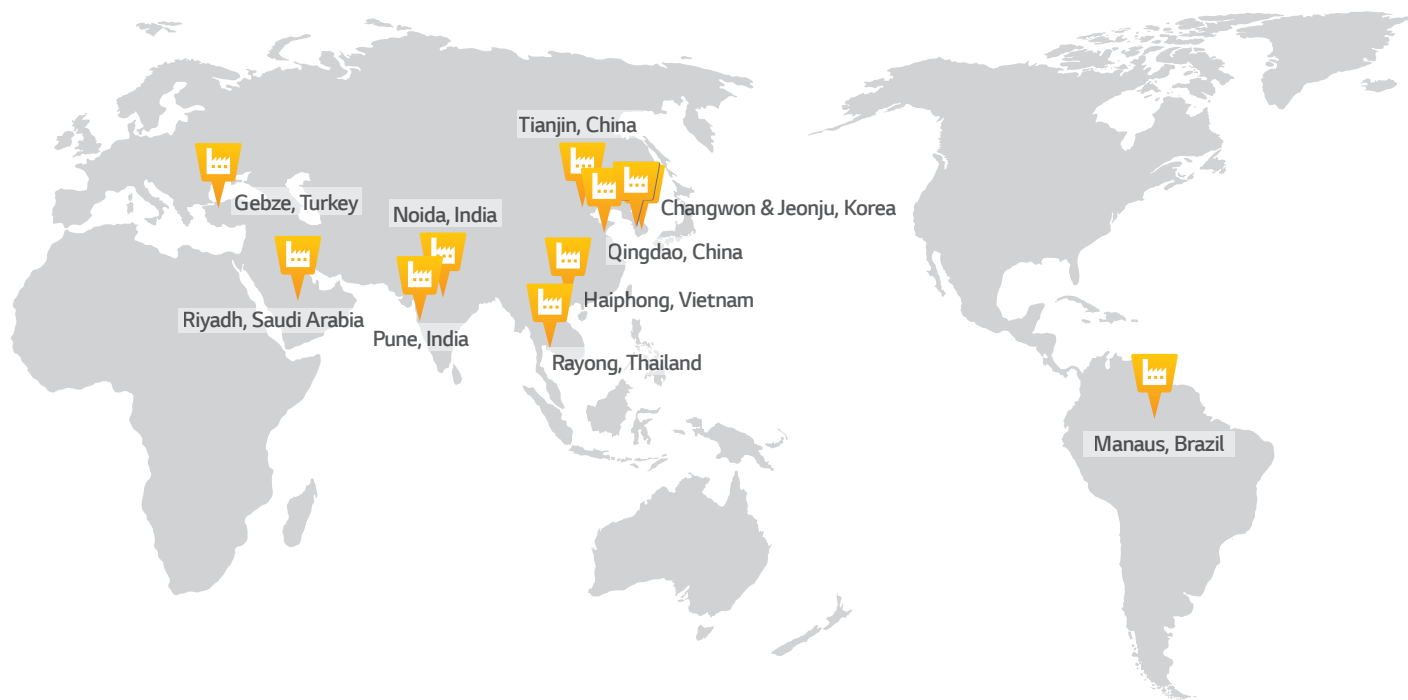 Tianjin, China
Gebze, Turkey
Noida, India
Changwon & Jeonju, Korea
Qingdao, China
Haiphong, Vietnam
Riyadh, Saudi Arabia
Pune, India
Rayong, Thailand
Manaus, Brazil